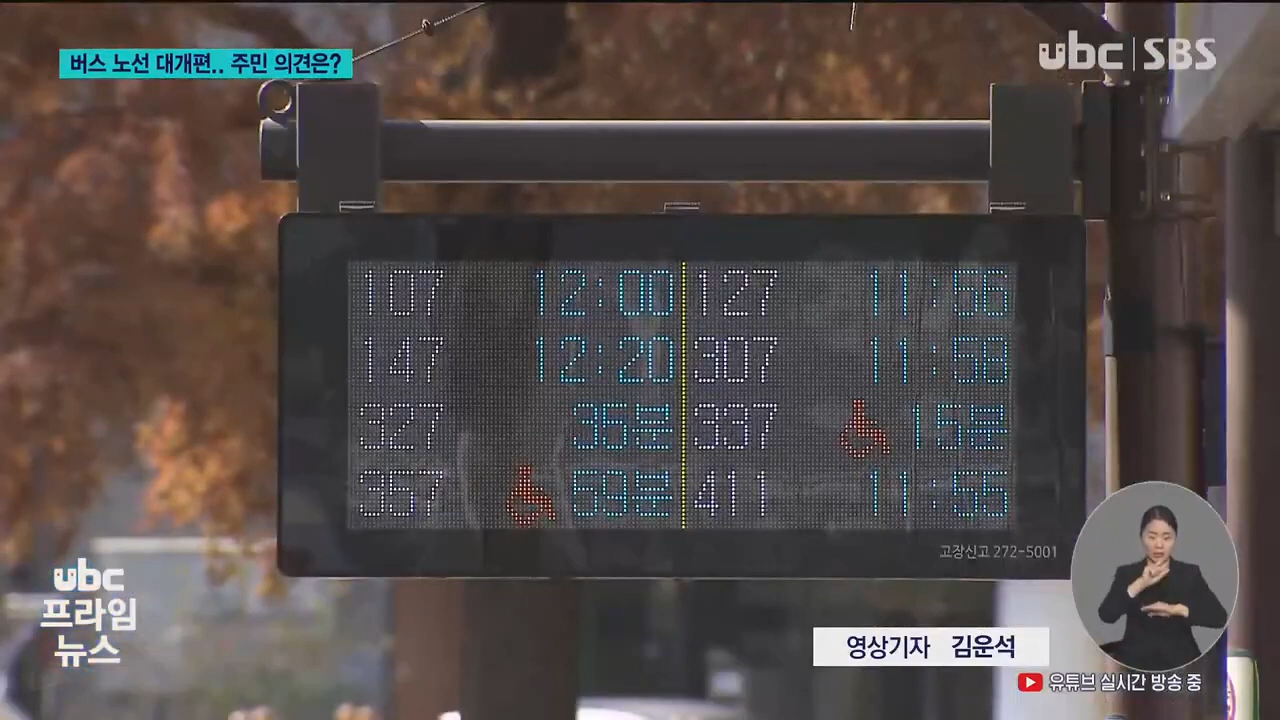 버스 노선 대개편.. 주민 의견은?
ubc SBS
107 12:00 127 11:56
147 12:20 307 11:58
327 35분 337 15분
357 59분 411 11:55
고장신고 272-5001
ubc
프라임
뉴스
영상기자 김운석
유튜브 실시간 방송 중